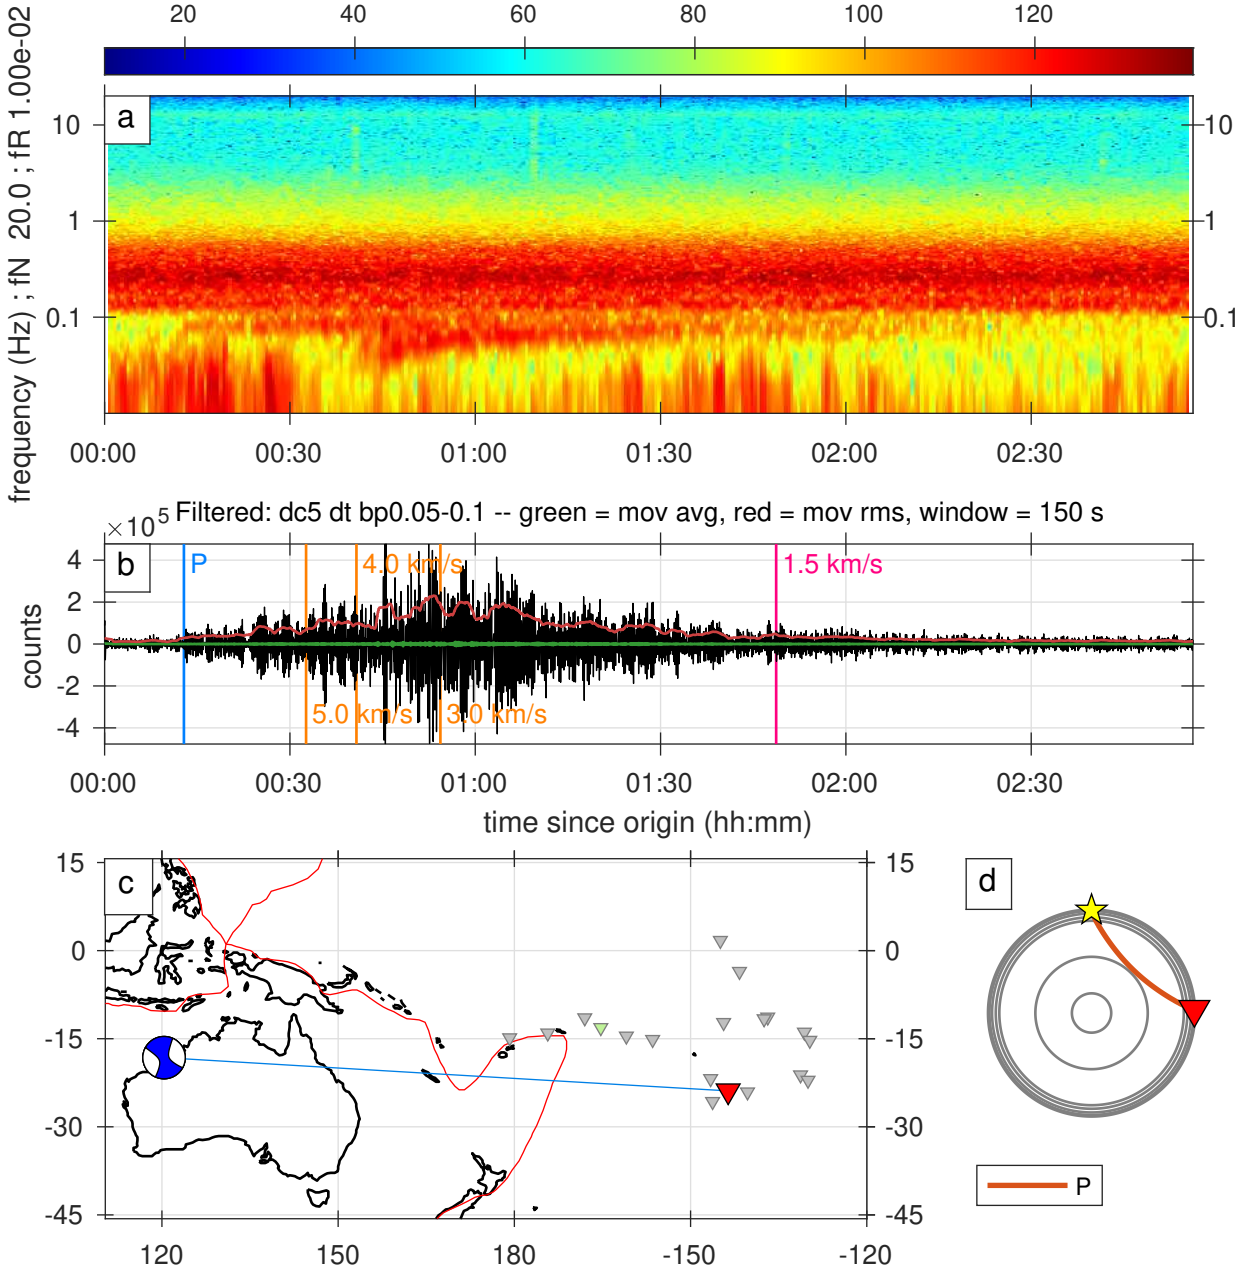 20 40 60 80 100 120
frequency (Hz) ; fN  20.0 ; fR 1.00e-02
a
10 10
1 1
0.1 0.1
00:00 00:30 01:00 01:30 02:00 02:30
×10^5 Filtered: dc5 dt bp0.05-0.1 -- green = mov avg, red = mov rms, window = 150 s
b
P 4.0 km/s 1.5 km/s
counts
4
2
0
-2
-4
5.0 km/s 3.0 km/s
00:00 00:30 01:00 01:30 02:00 02:30
time since origin (hh:mm)
c
15 15
0 0
-15 -15
-30 -30
-45 -45
120 150 180 -150 -120
d
P